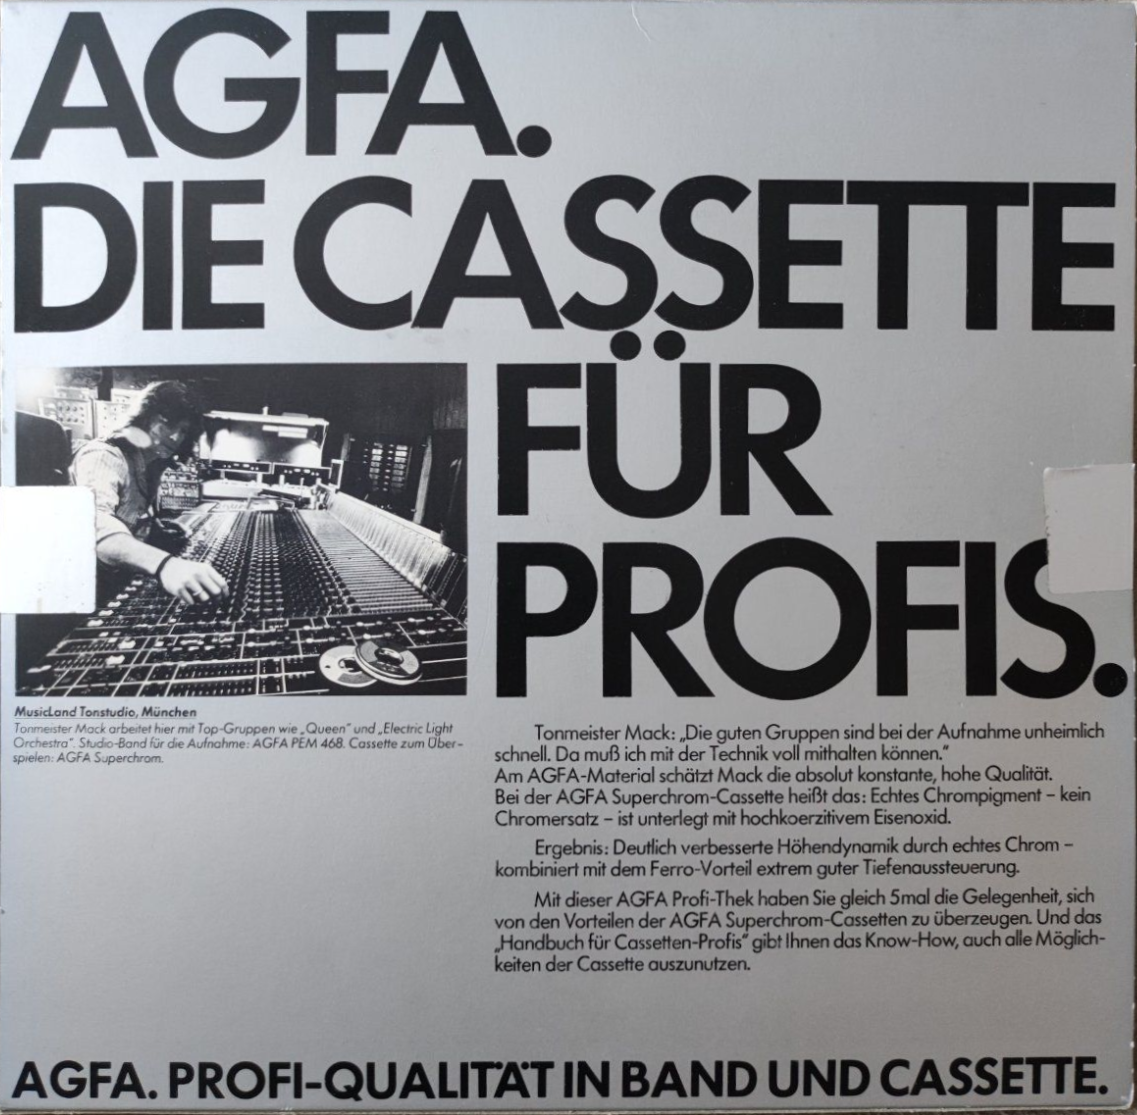 AGFA.
DIE CASSETTE
FÜR
PROFIS.
MusicLand Tonstudio, München
Tonmeister Mack arbeitet hier mit Top-Gruppen wie „Queen“ und „Electric Light
Orchestra“. Studio-Band für die Aufnahme: AGFA PEM 468. Cassette zum Über-
spielen: AGFA Superchrom.
Tonmeister Mack: „Die guten Gruppen sind bei der Aufnahme unheimlich
schnell. Da muß ich mit der Technik voll mithalten können.“
Am AGFA-Material schätzt Mack die absolut konstante, hohe Qualität.
Bei der AGFA Superchrom-Cassette heißt das: Echtes Chrompigment – kein
Chromersatz – ist unterlegt mit hochkoerzitivem Eisenoxid.
Ergebnis: Deutlich verbesserte Höhendynamik durch echtes Chrom –
kombiniert mit dem Ferro-Vorteil extrem guter Tiefenaussteuerung.
Mit dieser AGFA Profi-Thek haben Sie gleich 5mal die Gelegenheit, sich
von den Vorteilen der AGFA Superchrom-Cassetten zu überzeugen. Und das
„Handbuch für Cassetten-Profis“ gibt Ihnen das Know-How, auch alle Möglich-
keiten der Cassette auszunutzen.
AGFA. PROFI-QUALITÄT IN BAND UND CASSETTE.